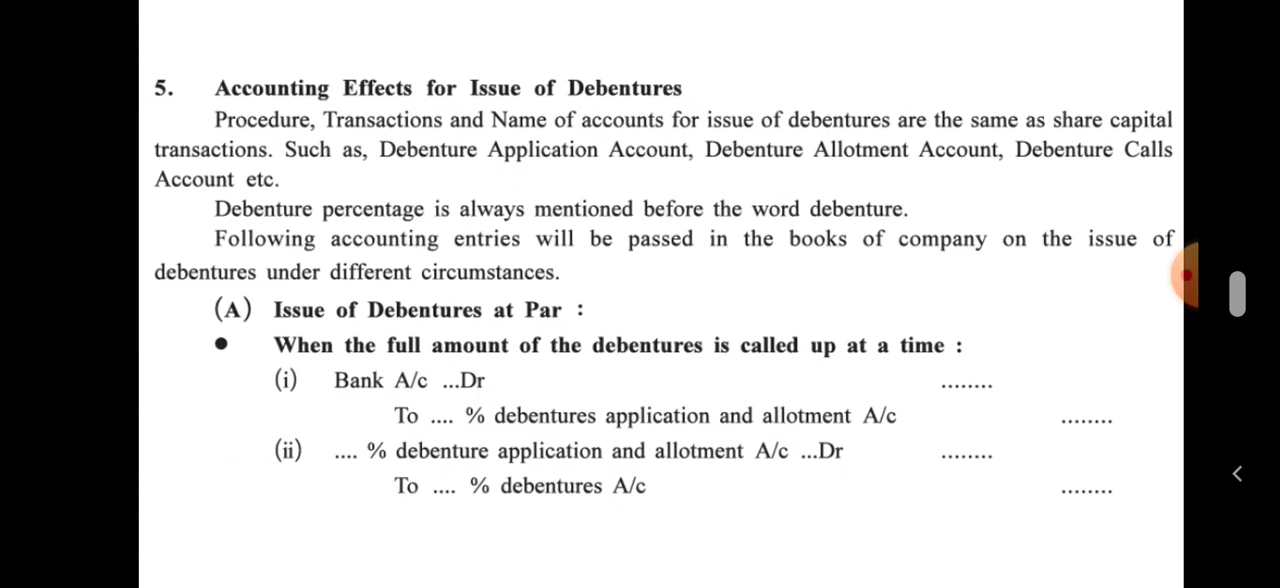 5. Accounting Effects for Issue of Debentures
Procedure, Transactions and Name of accounts for issue of debentures are the same as share capital
transactions. Such as, Debenture Application Account, Debenture Allotment Account, Debenture Calls
Account etc.
Debenture percentage is always mentioned before the word debenture.
Following accounting entries will be passed in the books of company on the issue of
debentures under different circumstances.
(A) Issue of Debentures at Par :
● When the full amount of the debentures is called up at a time :
(i) Bank A/c ...Dr ........
To .... % debentures application and allotment A/c ........
(ii) .... % debenture application and allotment A/c ...Dr ........
To .... % debentures A/c ........